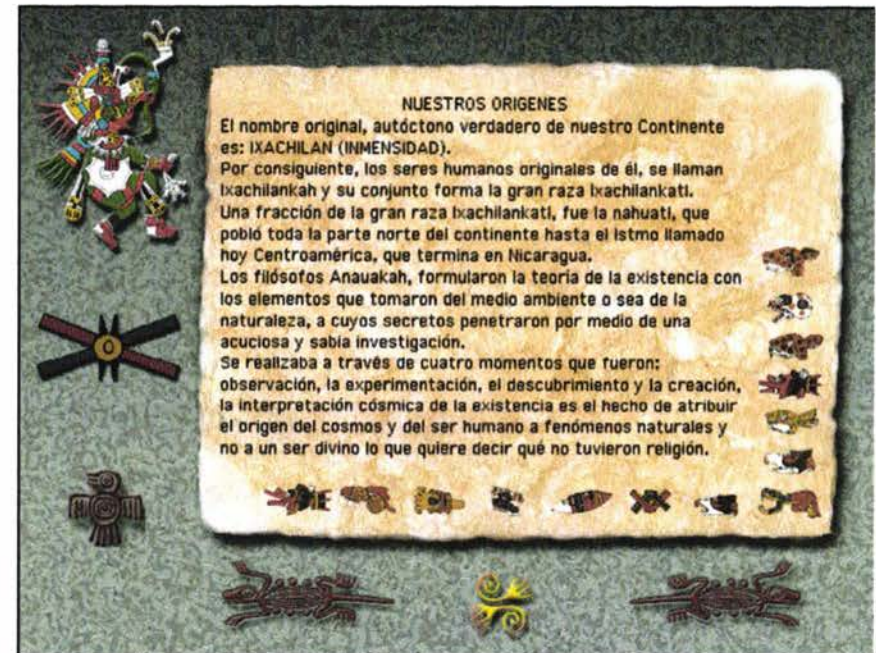 NUESTROS ORIGENES
El nombre original, autóctono verdadero de nuestro Continente
es: IXACHILAN (INMENSIDAD).
Por consiguiente, los seres humanos originales de él, se llaman
Ixachilankah y su conjunto forma la gran raza Ixachilankatl.
Una fracción de la gran raza Ixachilankatl, fue la nahuatl, que
pobló toda la parte norte del continente hasta el Istmo llamado
hoy Centroamérica, que termina en Nicaragua.
Los filósofos Anauakah, formularon la teoría de la existencia con
los elementos que tomaron del medio ambiente o sea de la
naturaleza, a cuyos secretos penetraron por medio de una
acuciosa y sabia investigación.
Se realizaba a través de cuatro momentos que fueron:
observación, la experimentación, el descubrimiento y la creación,
la interpretación cósmica de la existencia es el hecho de atribuir
el origen del cosmos y del ser humano a fenómenos naturales y
no a un ser divino lo que quiere decir qué no tuvieron religión.